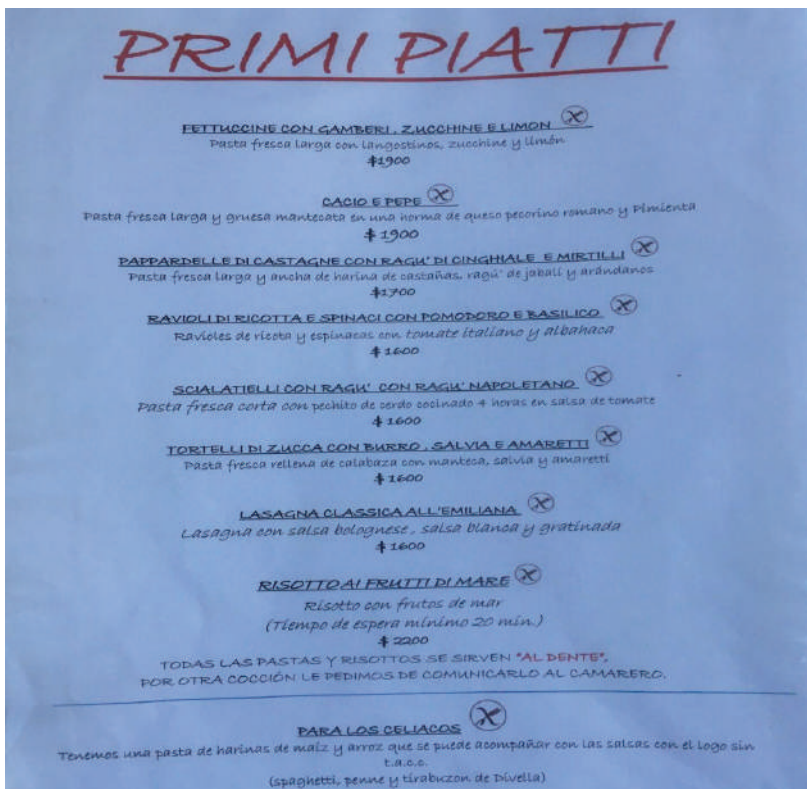 PRIMI PIATTI
FETTUCCINE CON GAMBERI, ZUCCHINE E LIMON
Pasta fresca larga con langostinos, zucchine y limón
$1900
CACIO E PEPE
Pasta fresca larga y gruesa mantecata en una horma de queso pecorino romano y Pimienta
$1900
PAPPARDELLE DI CASTAGNE CON RAGU' DI CINGHIALE E MIRTILLI
Pasta fresca larga y ancha de harina de castañas, ragú' de jabalí y arándanos
$1700
RAVIOLI DI RICOTTA E SPINACI CON POMODORO E BASILICO
Ravioles de ricota y espinacas con tomate italiano y albahaca
$1600
SCIALATIELLI CON RAGU' CON RAGU' NAPOLETANO
Pasta fresca corta con pechito de cerdo cocinado 4 horas en salsa de tomate
$1600
TORTELLI DI ZUCCA CON BURRO, SALVIA E AMARETTI
Pasta fresca rellena de calabaza con manteca, salvia y amaretti
$1600
LASAGNA CLASSICA ALL'EMILIANA
Lasagna con salsa bolognese, salsa blanca y gratinada
$1600
RISOTTO AI FRUTTI DI MARE
Risotto con frutos de mar
(Tiempo de espera mínimo 20 min.)
$2200
TODAS LAS PASTAS Y RISOTTOS SE SIRVEN "AL DENTE",
POR OTRA COCCIÓN LE PEDIMOS DE COMUNICARLO AL CAMARERO.
PARA LOS CELIACOS
Tenemos una pasta de harinas de maíz y arroz que se puede acompañar con las salsas con el logo sin
t.a.c.c.
(spaghetti, penne y tirabuzon de Divella)